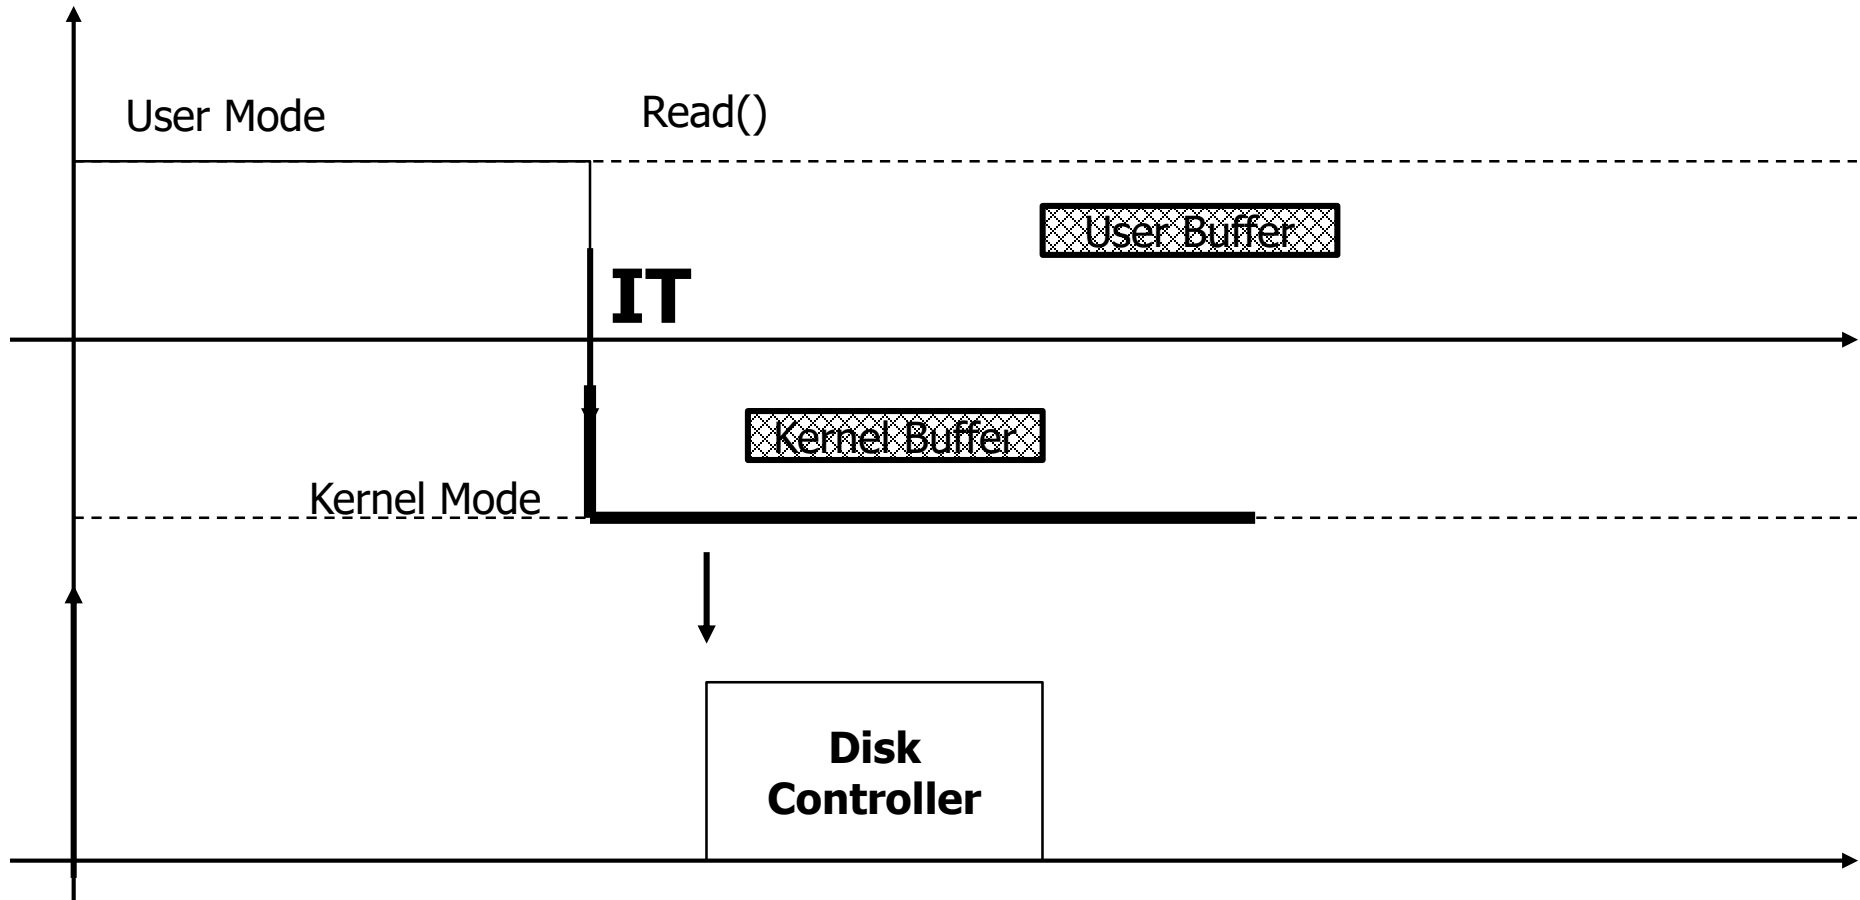 User Mode
Read()
User Buffer
IT
Kernel Buffer
Kernel Mode
Disk
Controller